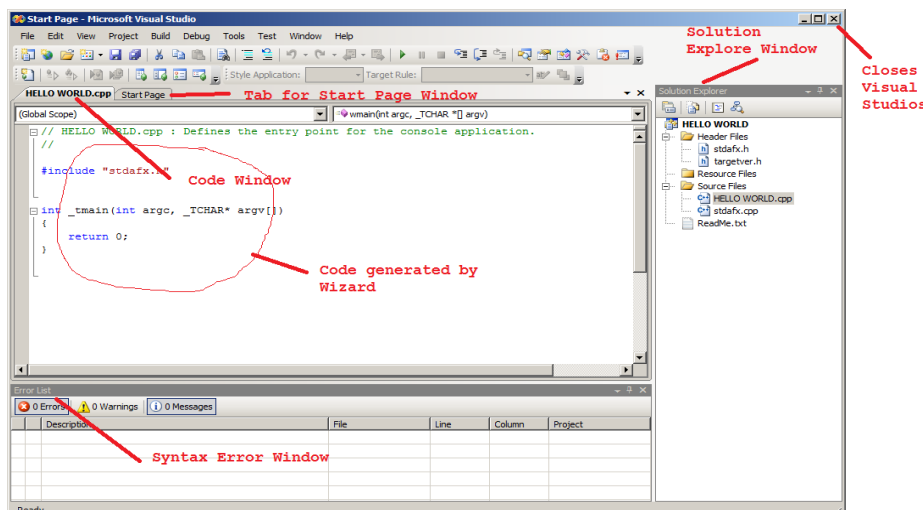 Start Page - Microsoft Visual Studio
File Edit View Project Build Debug Tools Test Window Help
Solution
Explore Window
Closes
Visual
Studios
Style Application: Target Rule:
HELLO WORLD.cpp Start Page
Tab for Start Page Window
Solution Explorer
(Global Scope) wmain(int argc, _TCHAR *[] argv)
// HELLO WORLD.cpp : Defines the entry point for the console application.
//
#include "stdafx.h"
Code Window
int _tmain(int argc, _TCHAR* argv[])
{
return 0;
}
Code generated by
Wizard
HELLO WORLD
Header Files
stdafx.h
targetver.h
Resource Files
Source Files
HELLO WORLD.cpp
stdafx.cpp
ReadMe.txt
Error List
0 Errors 0 Warnings 0 Messages
Description File Line Column Project
Syntax Error Window
Ready